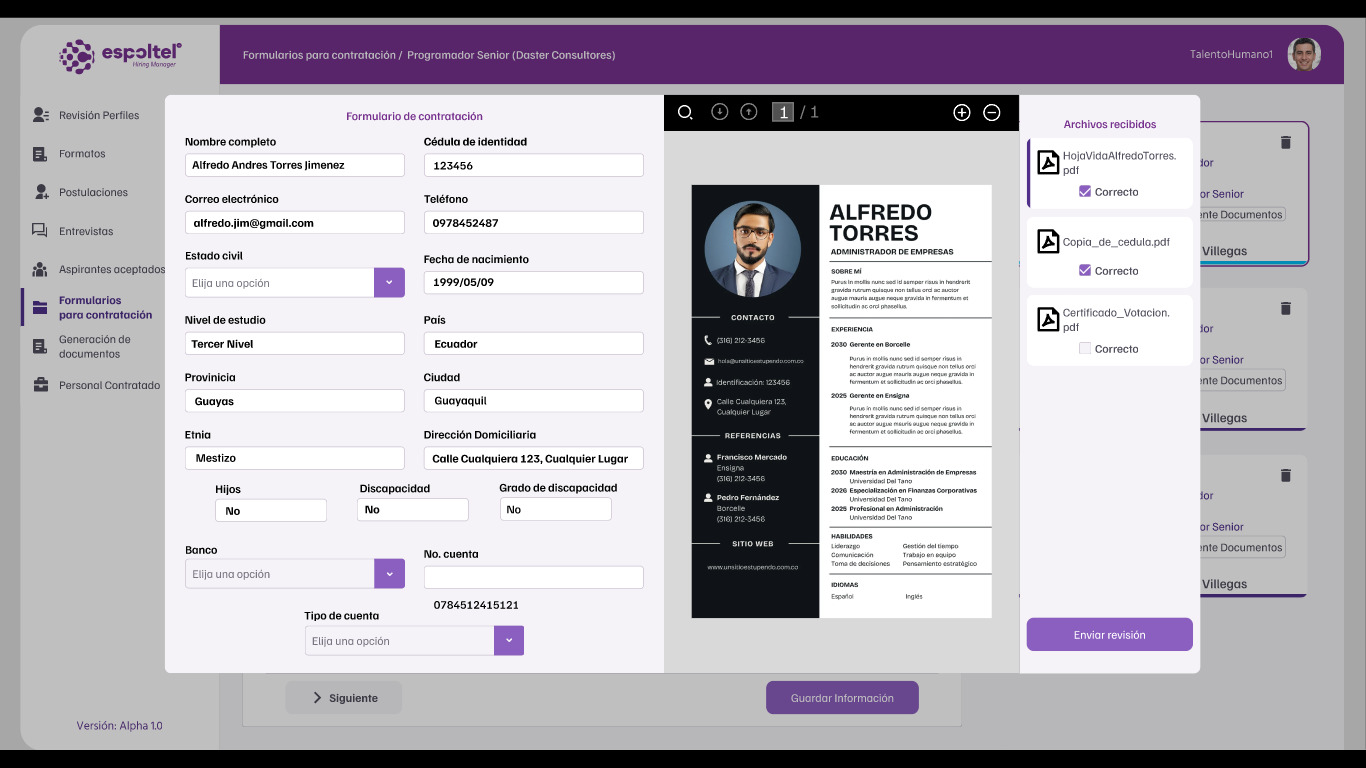 espoltel
Hiring Manager
Formularios para contratación / Programador Senior (Daster Consultores)
TalentoHumano1
Revisión Perfiles
Formatos
Postulaciones
Entrevistas
Aspirantes aceptados
Formularios
para contratación
Generación de
documentos
Personal Contratado
Versión: Alpha 1.0
Formulario de contratación
Nombre completo
Alfredo Andres Torres Jimenez
Cédula de identidad
123456
Correo electrónico
alfredo.jim@gmail.com
Teléfono
0978452487
Estado civil
Elija una opción
Fecha de nacimiento
1999/05/09
Nivel de estudio
Tercer Nivel
País
Ecuador
Provinicia
Guayas
Ciudad
Guayaquil
Etnia
Mestizo
Dirección Domiciliaria
Calle Cualquiera 123, Cualquier Lugar
Hijos
No
Discapacidad
No
Grado de discapacidad
No
Banco
Elija una opción
No. cuenta
0784512415121
Tipo de cuenta
Elija una opción
1 / 1
ALFREDO
TORRES
ADMINISTRADOR DE EMPRESAS
SOBRE MÍ
Purus in mollis nunc sed id semper risus in hendrerit
gravida rutrum quisque non tellus orci ac auctor
augue mauris augue neque gravida in fermentum et
sollicitudin ac orci phasellus.
CONTACTO
(316) 212-3456
hola@unsitioestupendo.com.co
Identificación: 123456
Calle Cualquiera 123,
Cualquier Lugar
REFERENCIAS
Francisco Mercado
Ensigna
(316) 212-3456
Pedro Fernández
Borcelle
(316) 212-3456
SITIO WEB
www.unsitioestupendo.com.co
EXPERIENCIA
2030 Gerente en Borcelle
Purus in mollis nunc sed id semper risus in
hendrerit gravida rutrum quisque non tellus orci
ac auctor augue mauris augue neque gravida in
fermentum et sollicitudin ac orci phasellus.
2025 Gerente en Ensigna
Purus in mollis nunc sed id semper risus in
hendrerit gravida rutrum quisque non tellus orci
ac auctor augue mauris augue neque gravida in
fermentum et sollicitudin ac orci phasellus.
EDUCACIÓN
2030 Maestría en Administración de Empresas
Universidad Del Tano
2026 Especialización en Finanzas Corporativas
Universidad Del Tano
2025 Profesional en Administración
Universidad Del Tano
HABILIDADES
Liderazgo Gestión del tiempo
Comunicación Trabajo en equipo
Toma de decisiones Pensamiento estratégico
IDIOMAS
Español Inglés
Archivos recibidos
HojaVidaAlfredoTorres.
pdf
Correcto
Copia_de_cedula.pdf
Correcto
Certificado_Votacion.
pdf
Correcto
Enviar revisión
dor
or Senior
ente Documentos
Villegas
dor
or Senior
ente Documentos
Villegas
dor
or Senior
ente Documentos
Villegas
Siguiente
Guardar Información